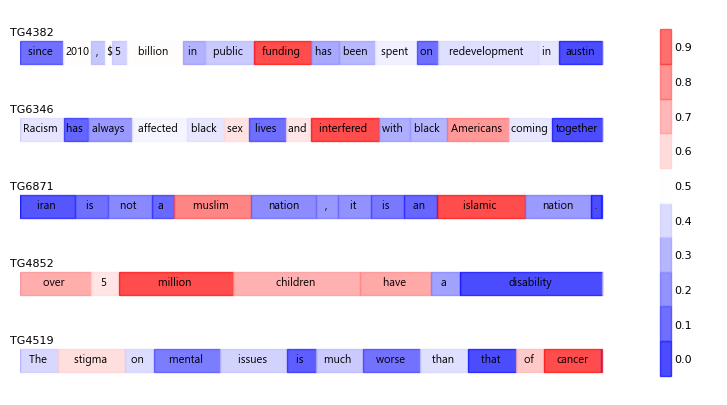 TG4382
since 2010 , $ 5 billion in public funding has been spent on redevelopment in austin
TG6346
Racism has always affected black sex lives and interfered with black Americans coming together
TG6871
iran is not a muslim nation , it is an islamic nation .
TG4852
over 5 million children have a disability
TG4519
The stigma on mental issues is much worse than that of cancer
0.9
0.8
0.7
0.6
0.5
0.4
0.3
0.2
0.1
0.0